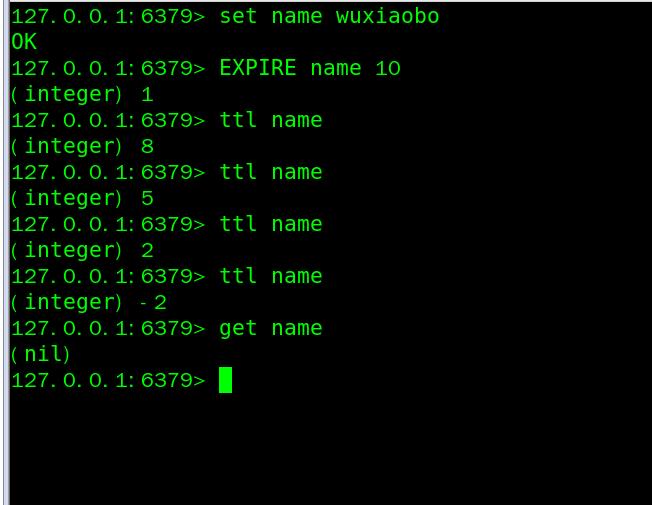 127.0.0.1:6379> set name wuxiaobo
OK
127.0.0.1:6379> EXPIRE name 10
(integer) 1
127.0.0.1:6379> ttl name
(integer) 8
127.0.0.1:6379> ttl name
(integer) 5
127.0.0.1:6379> ttl name
(integer) 2
127.0.0.1:6379> ttl name
(integer) -2
127.0.0.1:6379> get name
(nil)
127.0.0.1:6379>